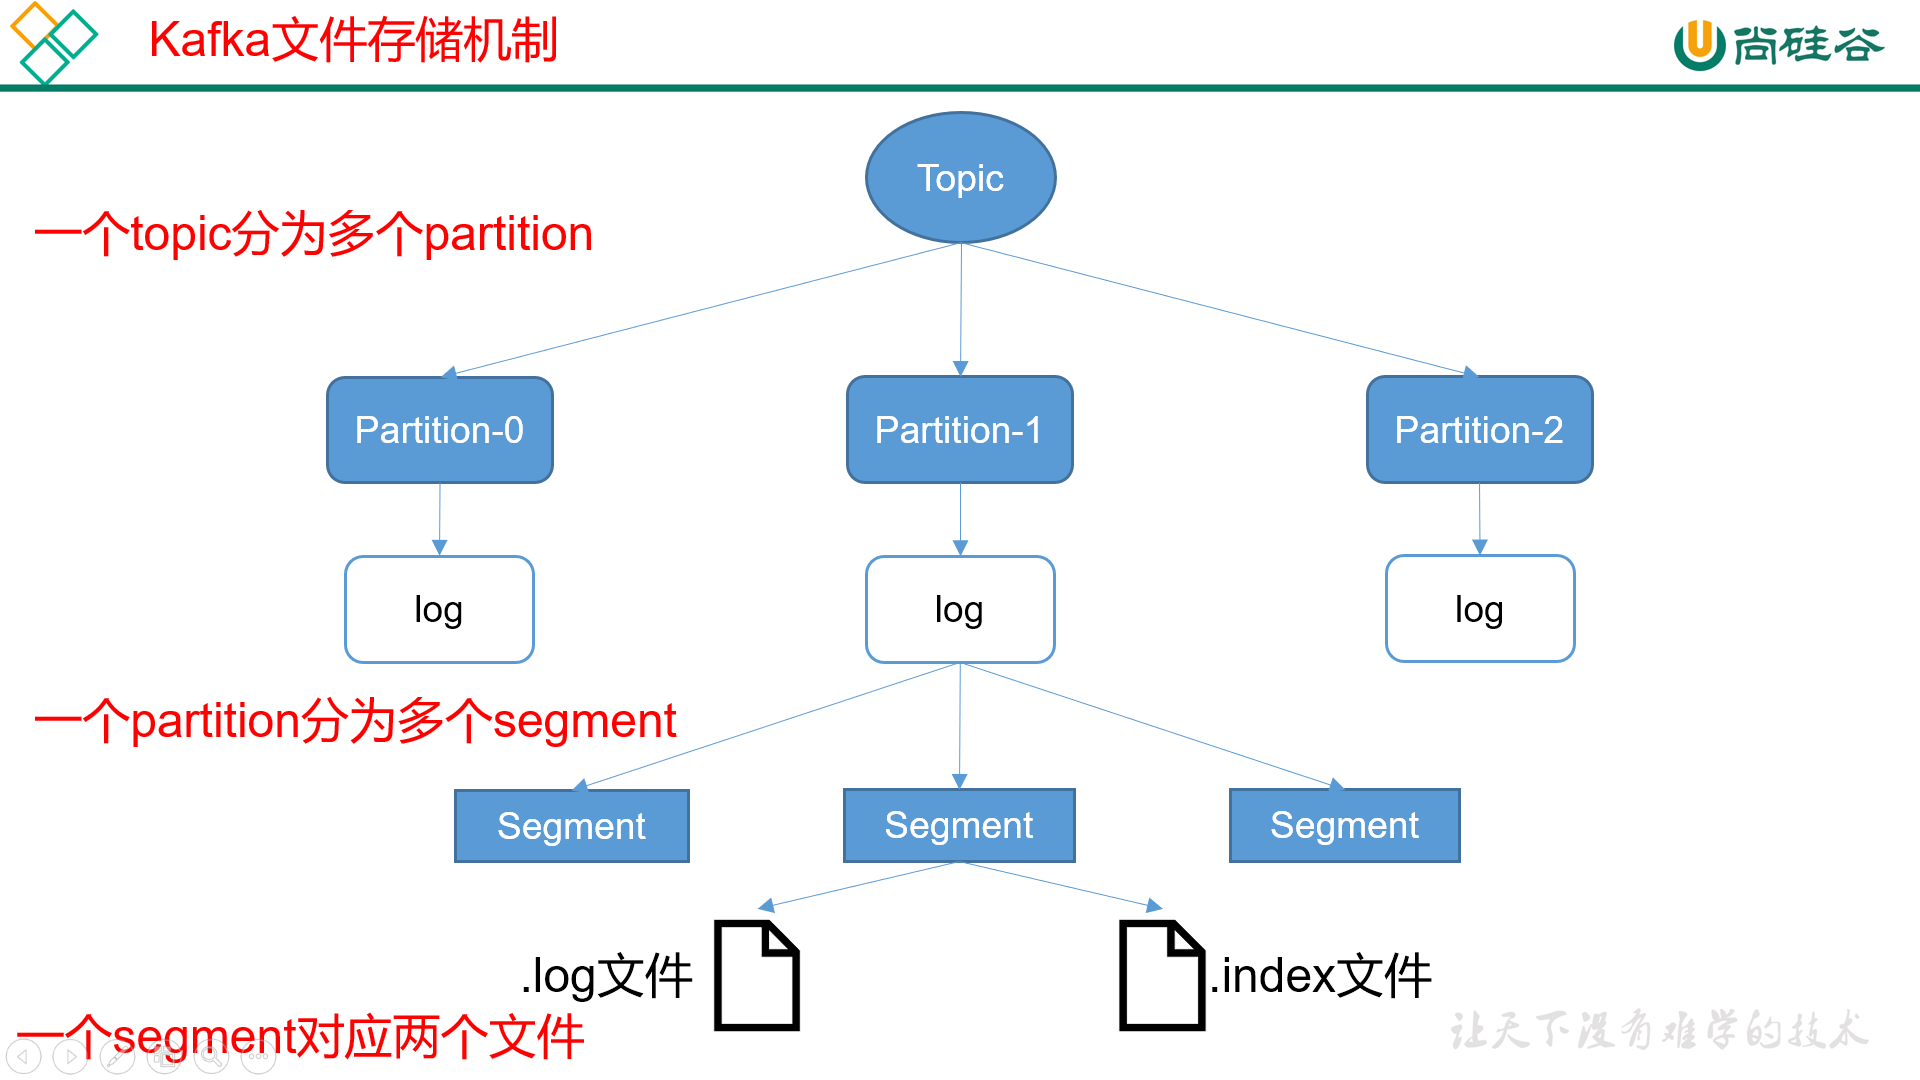 Kafka文件存储机制
尚硅谷
Topic
一个topic分为多个partition
Partition-0
Partition-1
Partition-2
log
log
log
一个partition分为多个segment
Segment
Segment
Segment
.log文件
.index文件
一个segment对应两个文件
让天下没有难学的技术